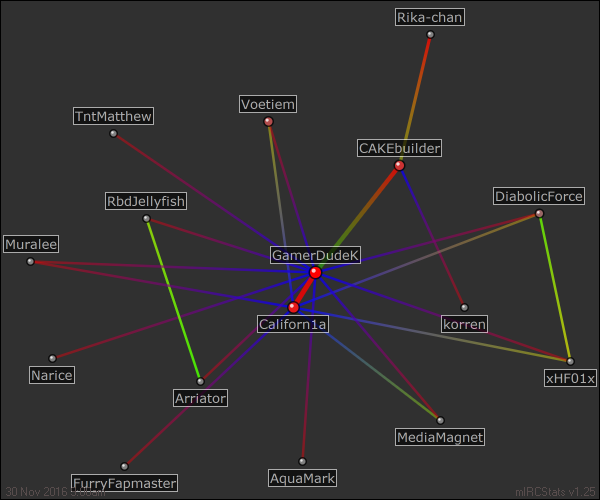 Rika-chan
Voetiem
TntMatthew
CAKEbuilder
DiabolicForce
RbdJellyfish
Muralee
GamerDudeK
Californ1a
korren
Narice
xHF01x
Arriator
MediaMagnet
AquaMark
FurryFapmaster
30 Nov 2016
mIRCStats v1.25